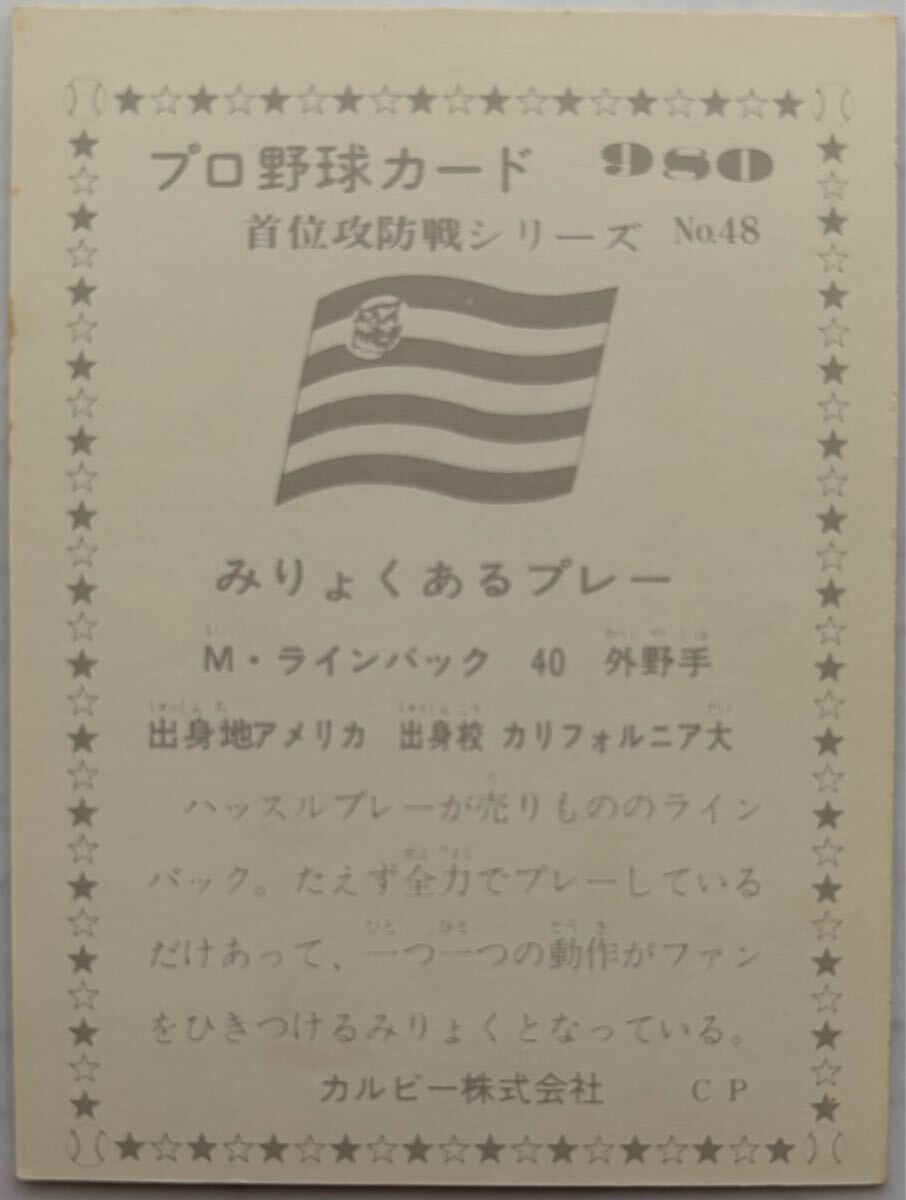 プロ野球カード 980
首位攻防戦シリーズ No.48
みりょくあるプレー
M・ラインバック 40 外野手
出身地アメリカ 出身校 カリフォルニア大
ハッスルプレーが売りもののライン
バック。たえず全力でプレーしている
だけあって、一つ一つの動作がファン
をひきつけるみりょくとなっている。
カルビー株式会社 CP